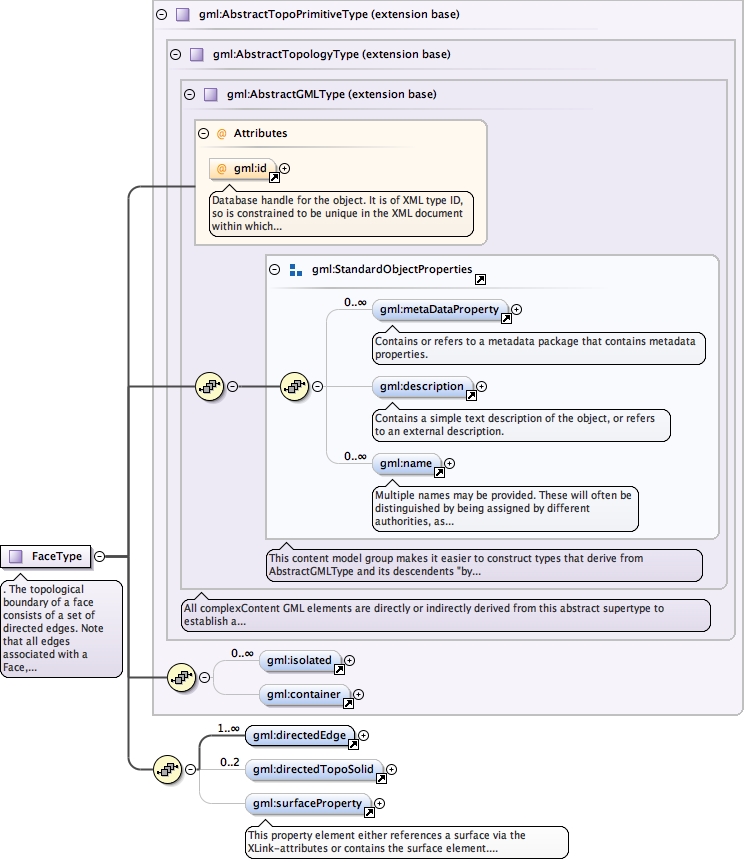 gml:AbstractTopoPrimitiveType (extension base)
gml:AbstractTopologyType (extension base)
gml:AbstractGMLType (extension base)
@ Attributes
@ gml:id
Database handle for the object. It is of XML type ID,
so is constrained to be unique in the XML document
within which...
gml:StandardObjectProperties
0..∞
gml:metaDataProperty
Contains or refers to a metadata package that contains metadata
properties.
gml:description
Contains a simple text description of the object, or refers
to an external description.
0..∞
gml:name
Multiple names may be provided. These will often be
distinguished by being assigned by different
authorities, as...
This content model group makes it easier to construct types that derive from
AbstractGMLType and its descendents "by...
All complexContent GML elements are directly or indirectly derived from this abstract supertype to
establish a...
FaceType
. The topological
boundary of a face
consists of a set of
directed edges. Note
that all edges
associated with a
Face,...
0..∞
gml:isolated
gml:container
1..∞
gml:directedEdge
0..2
gml:directedTopoSolid
gml:surfaceProperty
This property element either references a surface via the
XLink-attributes or contains the surface element....